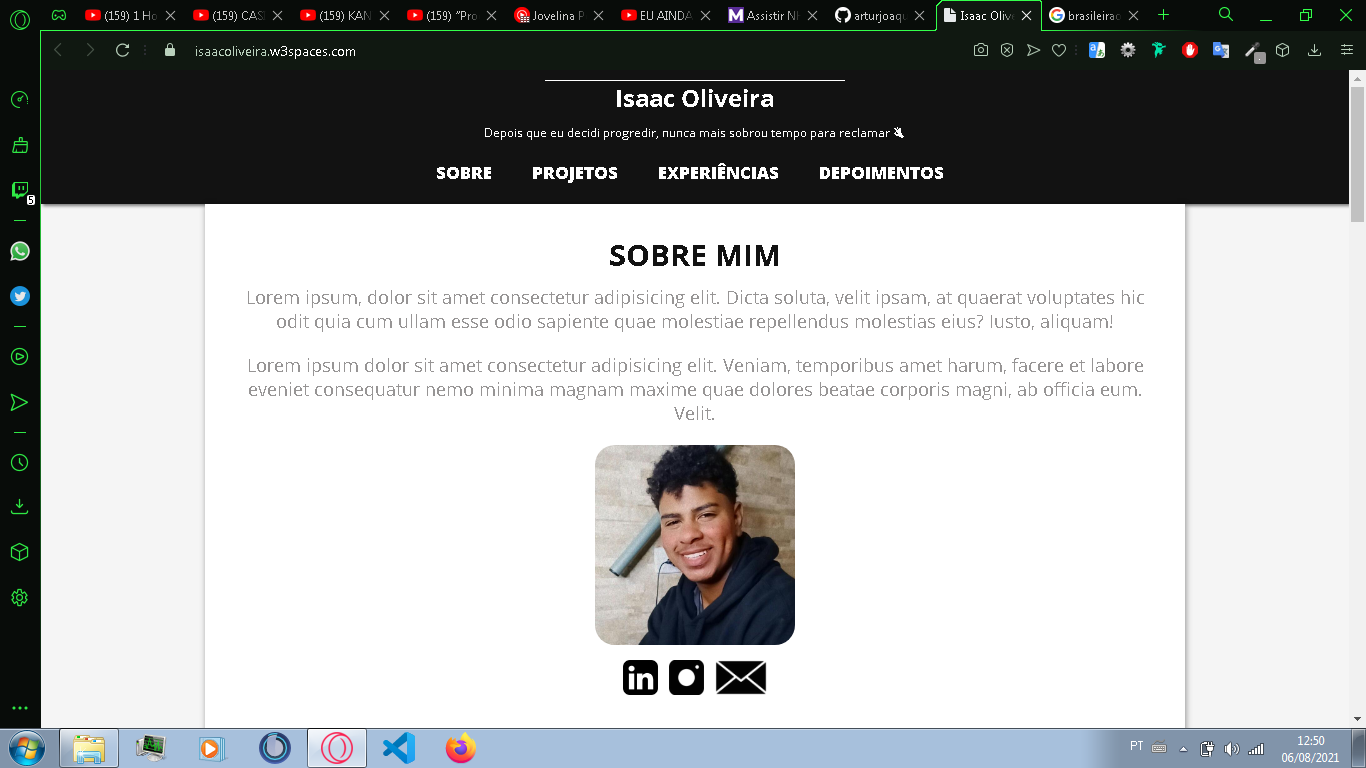 (159) 1 Ho
(159) CAS
(159) KAN
(159) "Pro
Jovelina P
EU AINDA
Assistir N
arturjoaqu
Isaac Olive
brasileirao
isaacoliveira.w3spaces.com
5
Isaac Oliveira
Depois que eu decidi progredir, nunca mais sobrou tempo para reclamar
SOBRE PROJETOS EXPERIÊNCIAS DEPOIMENTOS
SOBRE MIM
Lorem ipsum, dolor sit amet consectetur adipisicing elit. Dicta soluta, velit ipsam, at quaerat voluptates hic
odit quia cum ullam esse odio sapiente quae molestiae repellendus molestias eius? Iusto, aliquam!
Lorem ipsum dolor sit amet consectetur adipisicing elit. Veniam, temporibus amet harum, facere et labore
eveniet consequatur nemo minima magnam maxime quae dolores beatae corporis magni, ab officia eum.
Velit.
in
PT
12:50
06/08/2021